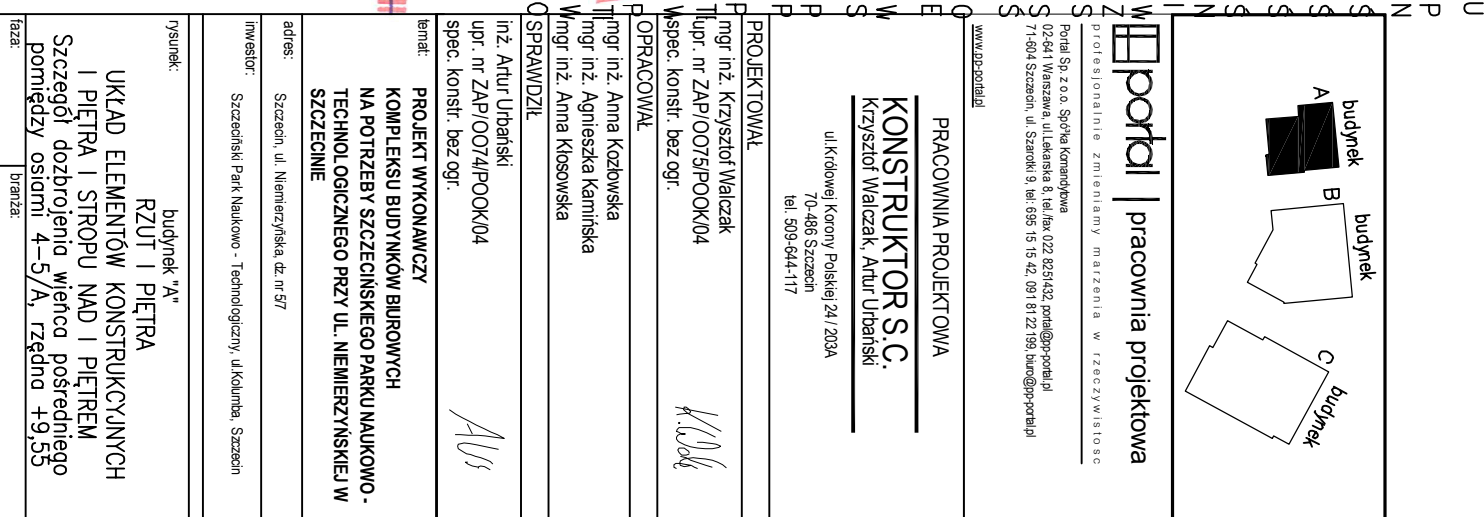 budynek
A
budynek
B
budynek
C
portal | pracownia projektowa
profesjonalnie zmieniamy marzenia w rzeczywistosc
Portal Sp. z o.o. Spó³ka Komandytowa
02-641 Warszawa, ul.Lekarska 8, tel./fax 022 8251432, portal@pp-portal.pl
71-604 Szczecin, ul. Szarotki 9, tel: 695 15 15 42, 091 81 22 199, biuro@pp-portal.pl
www.pp-portal.pl
PRACOWNIA PROJEKTOWA
KONSTRUKTOR S.C.
Krzysztof Walczak, Artur Urbański
ul.Królowej Korony Polskiej 24 / 203A
70-486 Szczecin
tel. 509-644-117
PROJEKTOWAŁ
mgr inż. Krzysztof Walczak
upr. nr ZAP/OO75/POOK/04
spec. konstr. bez ogr.
OPRACOWAŁ
mgr inż. Anna Kozłowska
mgr inż. Agnieszka Kamińska
mgr inż. Anna Kłosowska
SPRAWDZIŁ
inż. Artur Urbański
upr. nr ZAP/OO74/POOK/04
spec. konstr. bez ogr.
temat:
PROJEKT WYKONAWCZY
KOMPLEKSU BUDYNKÓW BIUROWYCH
NA POTRZEBY SZCZECIŃSKIEGO PARKU NAUKOWO -
TECHNOLOGICZNEGO PRZY UL. NIEMIERZYŃSKIEJ W
SZCZECINIE
adres:
Szczecin, ul. Niemierzyńska, dz. nr 5/7
inwestor:
Szczeciński Park Naukowo - Technologiczny, ul.Kolumba, Szczecin
rysunek:
budynek "A"
RZUT I PIĘTRA
UKŁAD ELEMENTÓW KONSTRUKCYJNYCH
I PIĘTRA I STROPU NAD I PIĘTREM
Szczegół dozbrojenia wieńca pośredniego
pomiędzy osiami 4–5/A, rzędna +9,55
faza:
branża: